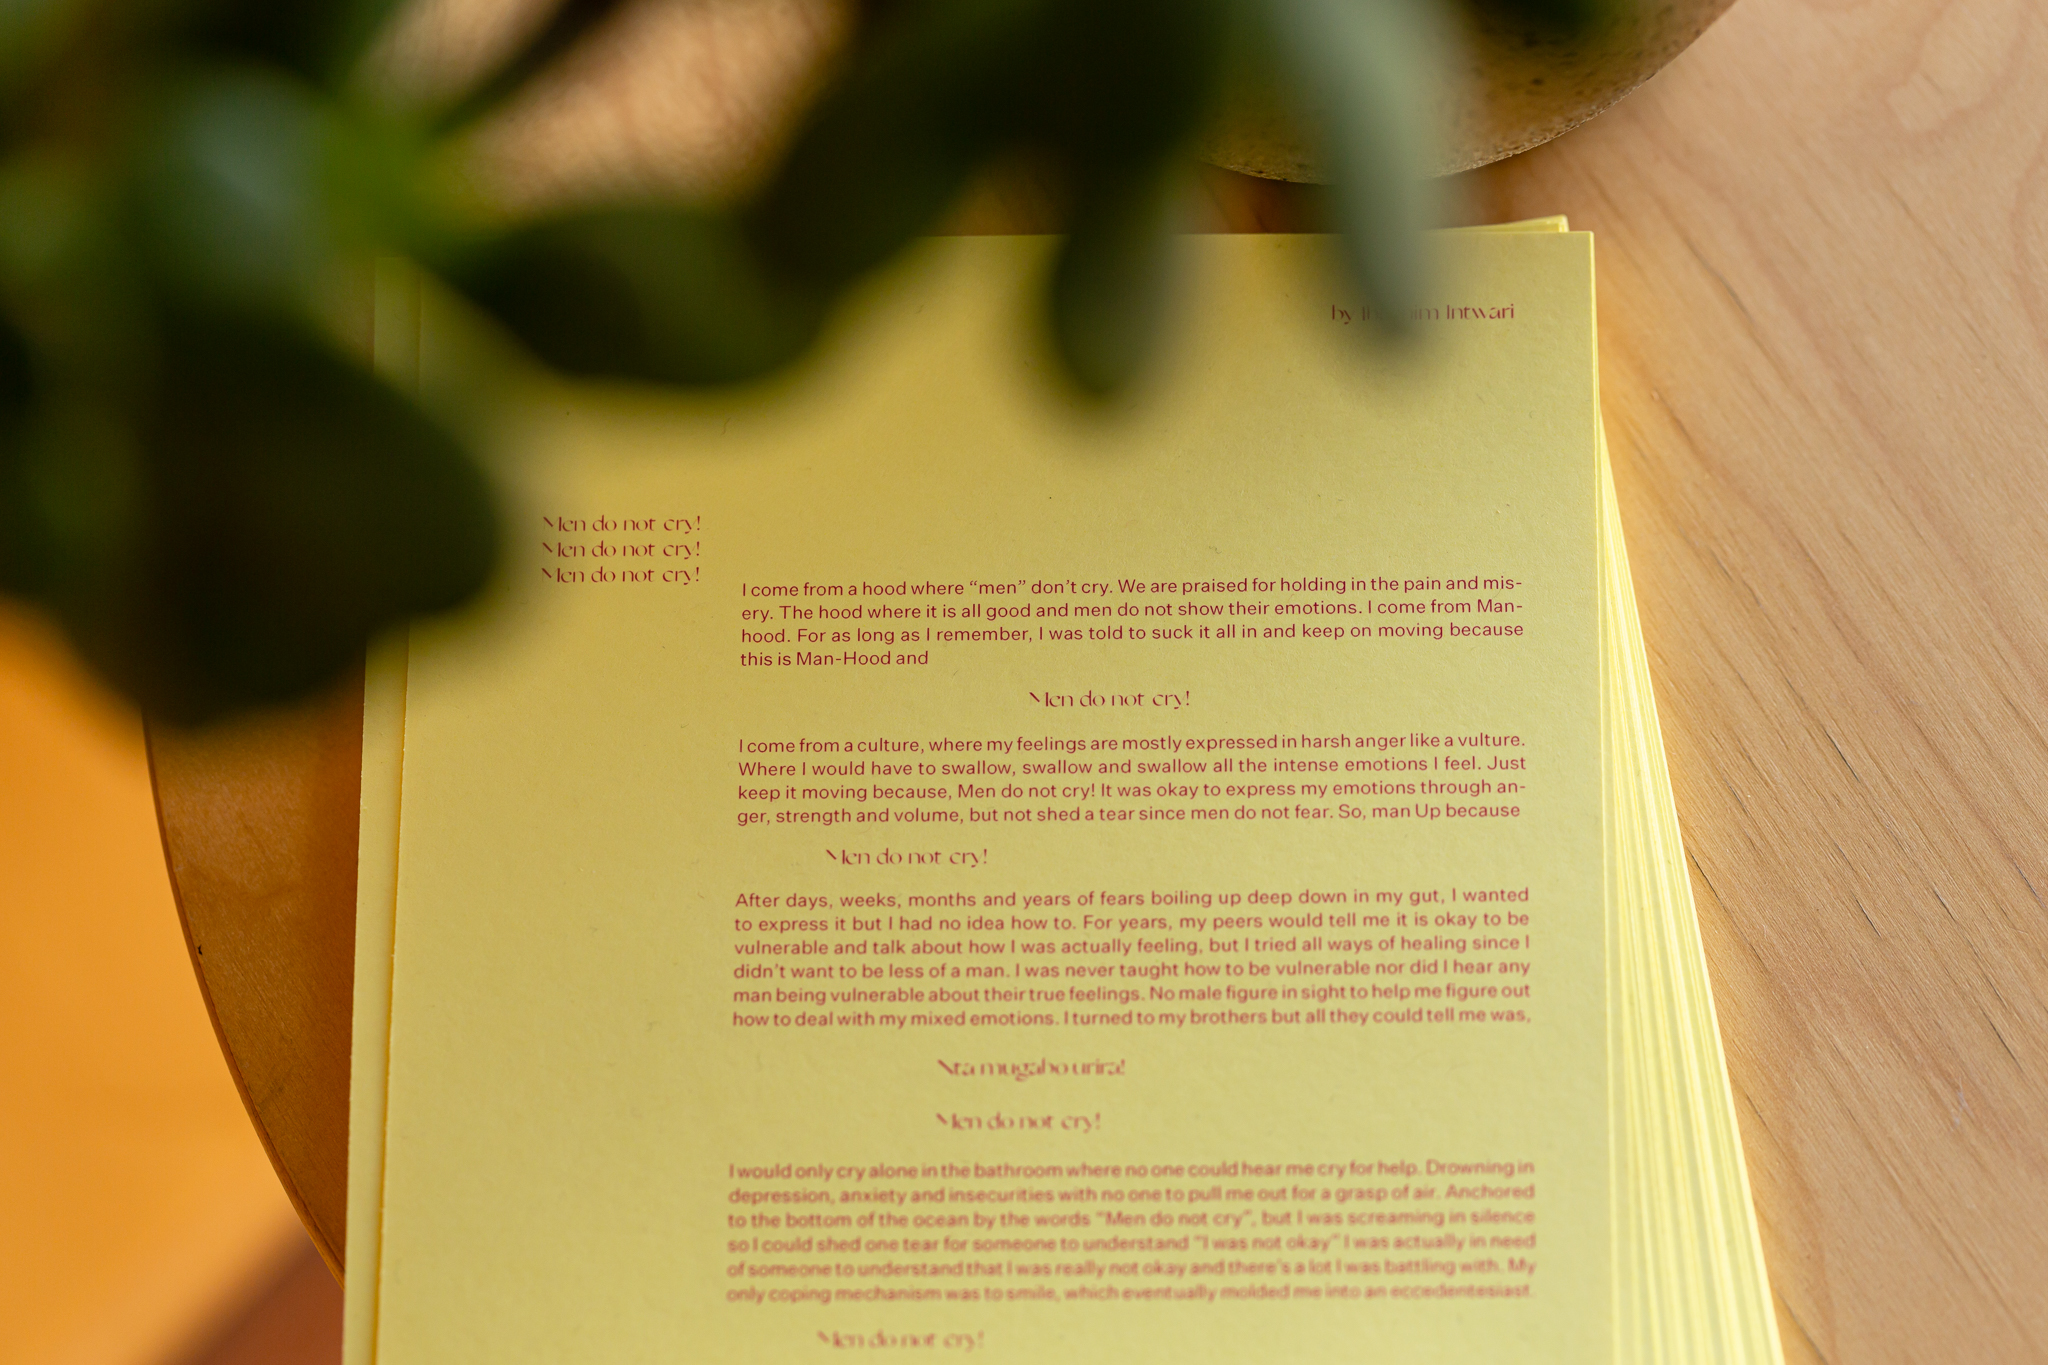 by Intwari
Men do not cry!
Men do not cry!
Men do not cry!
I come from a hood where “men” don’t cry. We are praised for holding in the pain and mis-
ery. The hood where it is all good and men do not show their emotions. I come from Man-
hood. For as long as I remember, I was told to suck it all in and keep on moving because
this is Man-Hood and
Men do not cry!
I come from a culture, where my feelings are mostly expressed in harsh anger like a vulture.
Where I would have to swallow, swallow and swallow all the intense emotions I feel. Just
keep it moving because, Men do not cry! It was okay to express my emotions through an-
ger, strength and volume, but not shed a tear since men do not fear. So, man Up because
Men do not cry!
After days, weeks, months and years of fears boiling up deep down in my gut, I wanted
to express it but I had no idea how to. For years, my peers would tell me it is okay to be
vulnerable and talk about how I was actually feeling, but I tried all ways of healing since I
didn’t want to be less of a man. I was never taught how to be vulnerable nor did I hear any
man being vulnerable about their true feelings. No male figure in sight to help me figure out
how to deal with my mixed emotions. I turned to my brothers but all they could tell me was,
Nta mugabo urira!
Men do not cry!
I would only cry alone in the bathroom where no one could hear me cry for help. Drowning in
depression, anxiety and insecurities with no one to pull me out for a grasp of air. Anchored
to the bottom of the ocean by the words “Men do not cry”, but I was screaming in silence
so I could shed one tear for someone to understand “I was not okay” I was actually in need
of someone to understand that I was really not okay and there’s a lot I was battling with. My
only coping mechanism was to smile, which eventually molded me into an eccedentesiast.
Men do not cry!